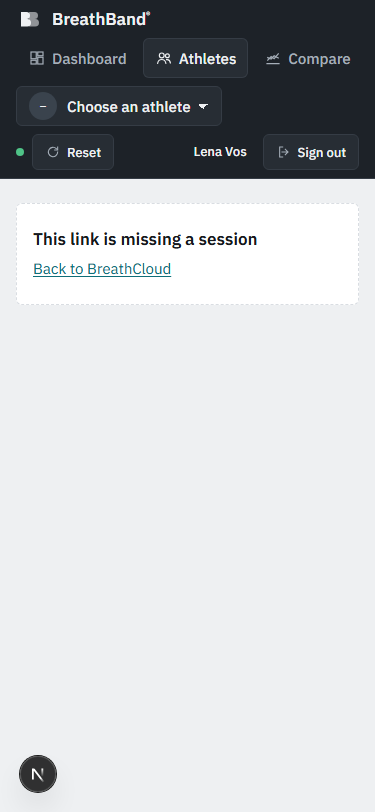 BreathBand®
Dashboard
Athletes
Compare
– Choose an athlete
Reset
Lena Vos
Sign out
This link is missing a session
Back to BreathCloud
N